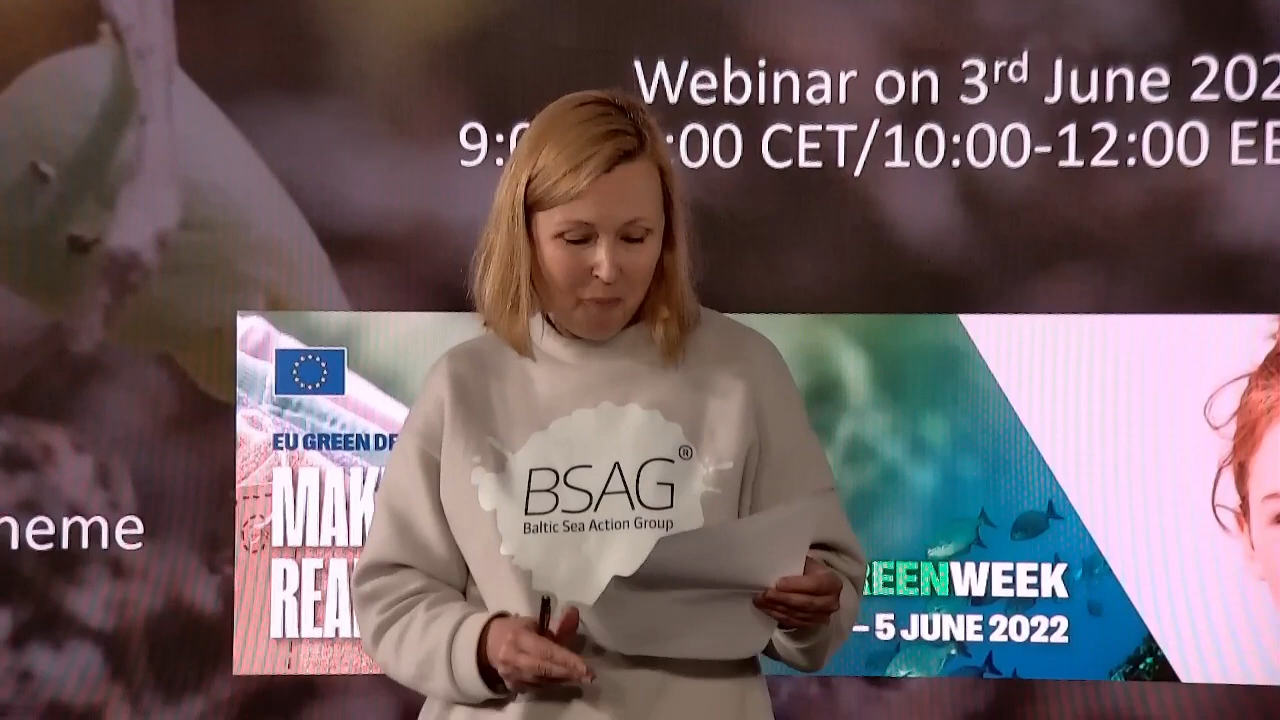 Webinar on 3rd June 202
9:0 :00 CET/10:00-12:00 EE
EU GREEN DE
MAK
REA
heme
BSAG®
Baltic Sea Action Group
REENWEEK
– 5 JUNE 2022